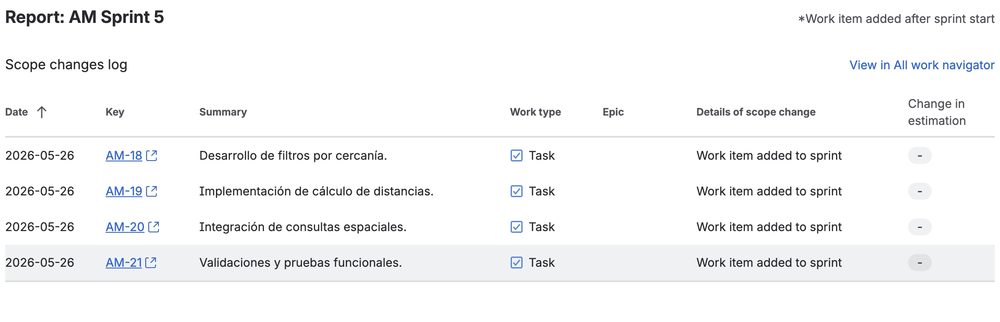 Report: AM Sprint 5
*Work item added after sprint start
Scope changes log
View in All work navigator
Date Key Summary Work type Epic Details of scope change Change in estimation
2026-05-26 AM-18 Desarrollo de filtros por cercanía. Task Work item added to sprint -
2026-05-26 AM-19 Implementación de cálculo de distancias. Task Work item added to sprint -
2026-05-26 AM-20 Integración de consultas espaciales. Task Work item added to sprint -
2026-05-26 AM-21 Validaciones y pruebas funcionales. Task Work item added to sprint -